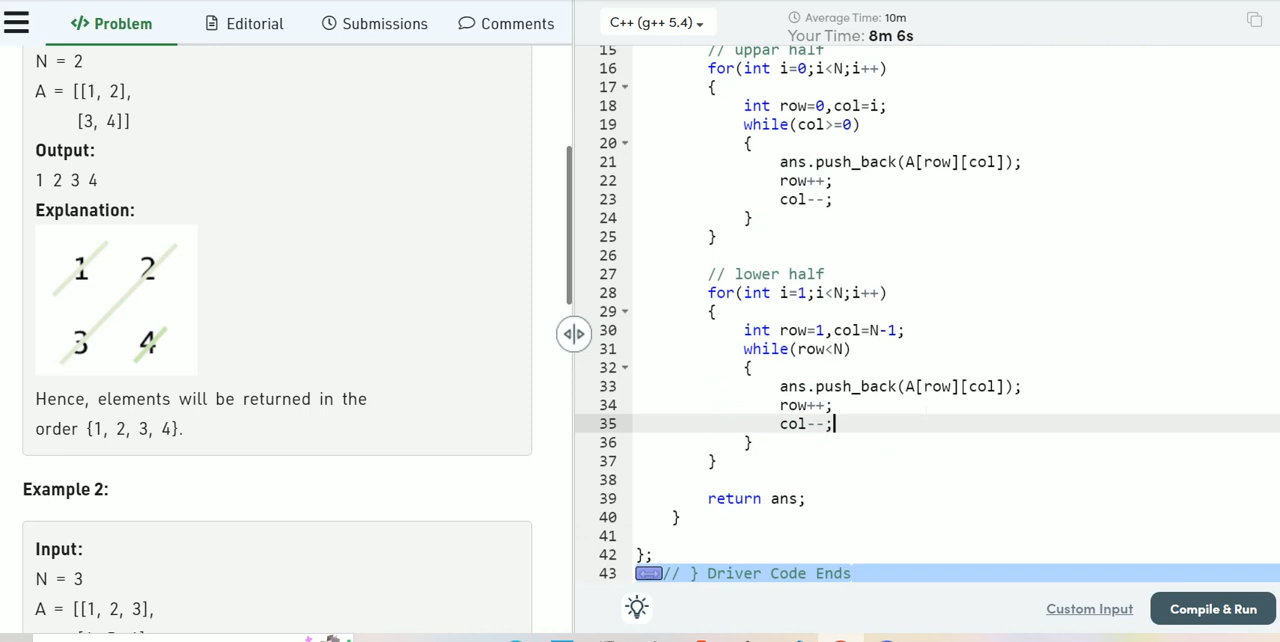 </> Problem
Editorial
Submissions
Comments
N = 2
A = [[1, 2],
[3, 4]]
Output:
1 2 3 4
Explanation:
1 2
3 4
Hence, elements will be returned in the
order {1, 2, 3, 4}.
Example 2:
Input:
N = 3
A = [[1, 2, 3],
C++ (g++ 5.4)
Average Time: 10m
Your Time: 8m 6s
15 // uppar half
16 for(int i=0;i<N;i++)
17 {
18 int row=0,col=i;
19 while(col>=0)
20 {
21 ans.push_back(A[row][col]);
22 row++;
23 col--;
24 }
25 }
26
27 // lower half
28 for(int i=1;i<N;i++)
29 {
30 int row=1,col=N-1;
31 while(row<N)
32 {
33 ans.push_back(A[row][col]);
34 row++;
35 col--;
36 }
37 }
38
39 return ans;
40 }
41
42 };
43 // } Driver Code Ends
Custom Input
Compile & Run